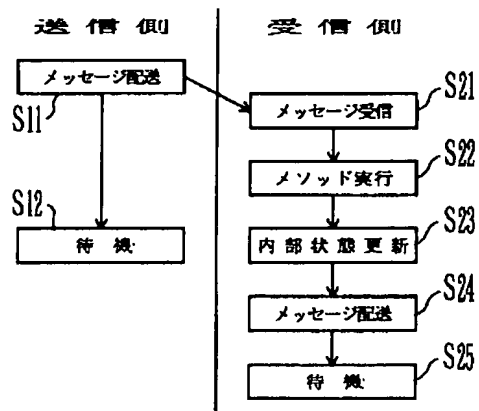 送信側
受信側
メッセージ配送
S11
S12
待機
S21
メッセージ受信
S22
メソッド実行
S23
内部状態更新
S24
メッセージ配送
S25
待機